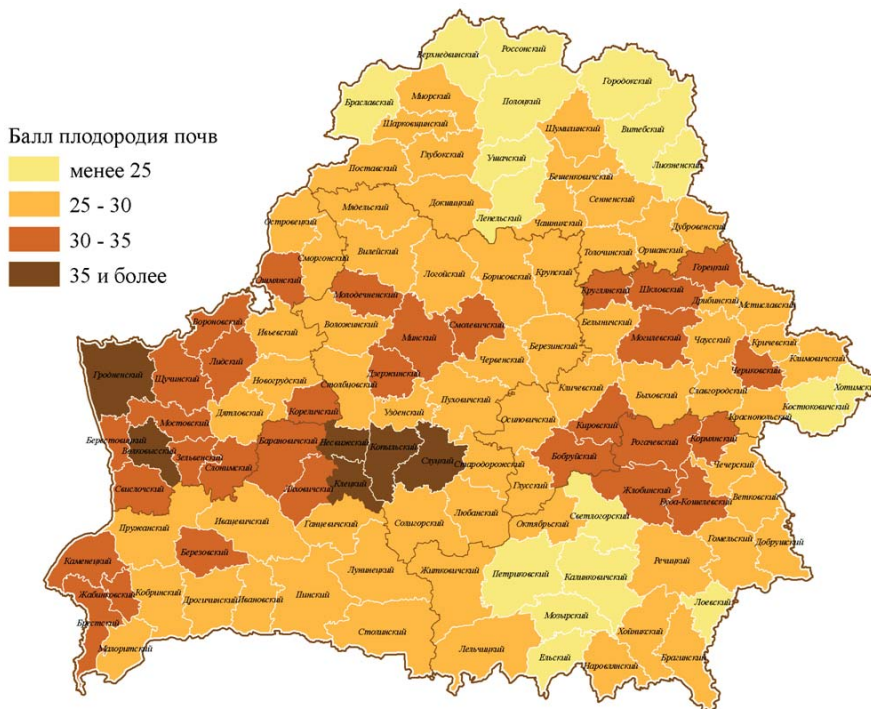 Балл плодородия почв
менее 25
25 - 30
30 - 35
35 и более
Верхнедвинский
Россонский
Городокский
Миорский
Браславский
Полоцкий
Шарковщинский
Шумилинский
Витебский
Глубокский
Ушачский
Лиозненский
Поставский
Бешенковичский
Докшицкий
Сенненский
Мядельский
Лепельский
Чашникский
Дубровенский
Островецкий
Толочинский
Оршанский
Сморгонский
Вилейский
Логойский
Борисовский
Крупский
Горецкий
Ошмянский
Молодечненский
Круглянский
Шкловский
Дрибинский
Мстиславский
Вороновский
Ивьевский
Воложинский
Минский
Смолевичский
Белыничский
Могилевский
Чаусский
Кричевский
Климовичский
Гродненский
Щучинский
Лидский
Червенский
Березинский
Чериковский
Хотимский
Новогрудский
Столбцовский
Дзержинский
Кличевский
Быховский
Славгородский
Костюковичский
Дятловский
Кореличский
Узденский
Пуховичский
Осиповичский
Краснопольский
Мостовский
Берестовицкий
Волковысский
Зельвенский
Слонимский
Барановичский
Несвижский
Копыльский
Слуцкий
Стародорожский
Кировский
Бобруйский
Рогачевский
Кормянский
Чечерский
Свислочский
Ляховичский
Клецкий
Глусский
Жлобинский
Буда-Кошелевский
Ветковский
Пружанский
Ивацевичский
Ганцевичский
Солигорский
Любанский
Октябрьский
Светлогорский
Гомельский
Добрушский
Каменецкий
Березовский
Лунинецкий
Житковичский
Петриковский
Калинковичский
Речицкий
Жабинковский
Кобринский
Дрогичинский
Ивановский
Пинский
Мозырский
Лоевский
Брестский
Малоритский
Столинский
Лельчицкий
Ельский
Хойникский
Наровлянский
Брагинский